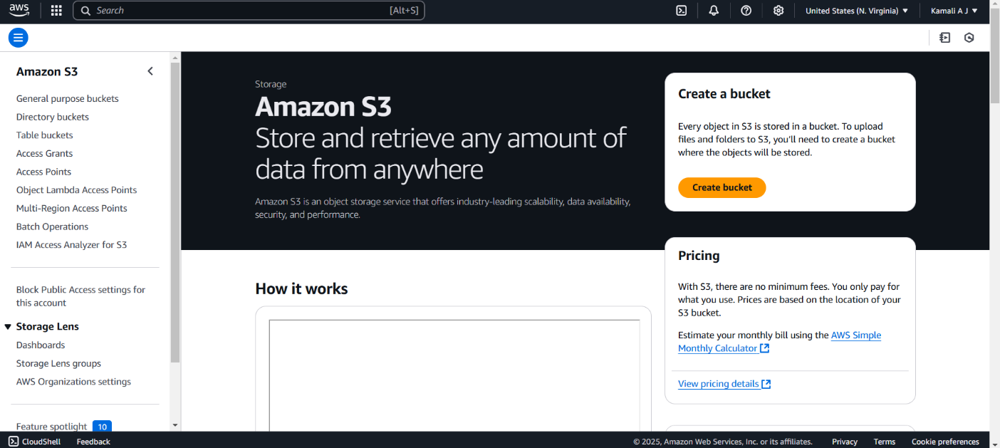 aws
Search
[Alt+S]
United States (N. Virginia)
Kamali A J
Amazon S3
General purpose buckets
Directory buckets
Table buckets
Access Grants
Access Points
Object Lambda Access Points
Multi-Region Access Points
Batch Operations
IAM Access Analyzer for S3
Block Public Access settings for
this account
Storage Lens
Dashboards
Storage Lens groups
AWS Organizations settings
Feature spotlight 10
Storage
Amazon S3
Store and retrieve any amount of
data from anywhere
Amazon S3 is an object storage service that offers industry-leading scalability, data availability,
security, and performance.
How it works
Create a bucket
Every object in S3 is stored in a bucket. To upload
files and folders to S3, you'll need to create a bucket
where the objects will be stored.
Create bucket
Pricing
With S3, there are no minimum fees. You only pay for
what you use. Prices are based on the location of your
S3 bucket.
Estimate your monthly bill using the AWS Simple
Monthly Calculator
View pricing details
CloudShell
Feedback
© 2025, Amazon Web Services, Inc. or its affiliates.
Privacy
Terms
Cookie preferences